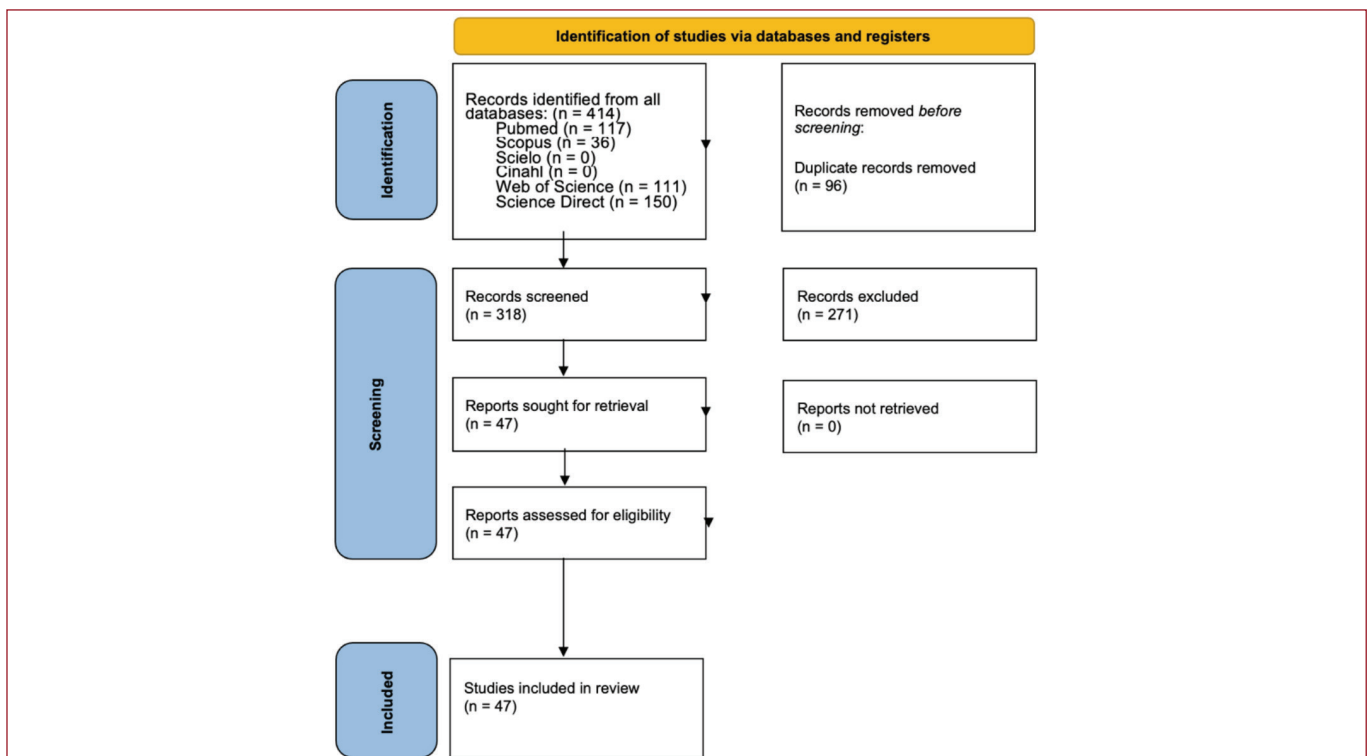 Identification of studies via databases and registers
Identification
Records identified from all
databases: (n = 414)
Pubmed (n = 117)
Scopus (n = 36)
Scielo (n = 0)
Cinahl (n = 0)
Web of Science (n = 111)
Science Direct (n = 150)
Records removed before
screening:
Duplicate records removed
(n = 96)
Screening
Records screened
(n = 318)
Records excluded
(n = 271)
Reports sought for retrieval
(n = 47)
Reports not retrieved
(n = 0)
Reports assessed for eligibility
(n = 47)
Included
Studies included in review
(n = 47)